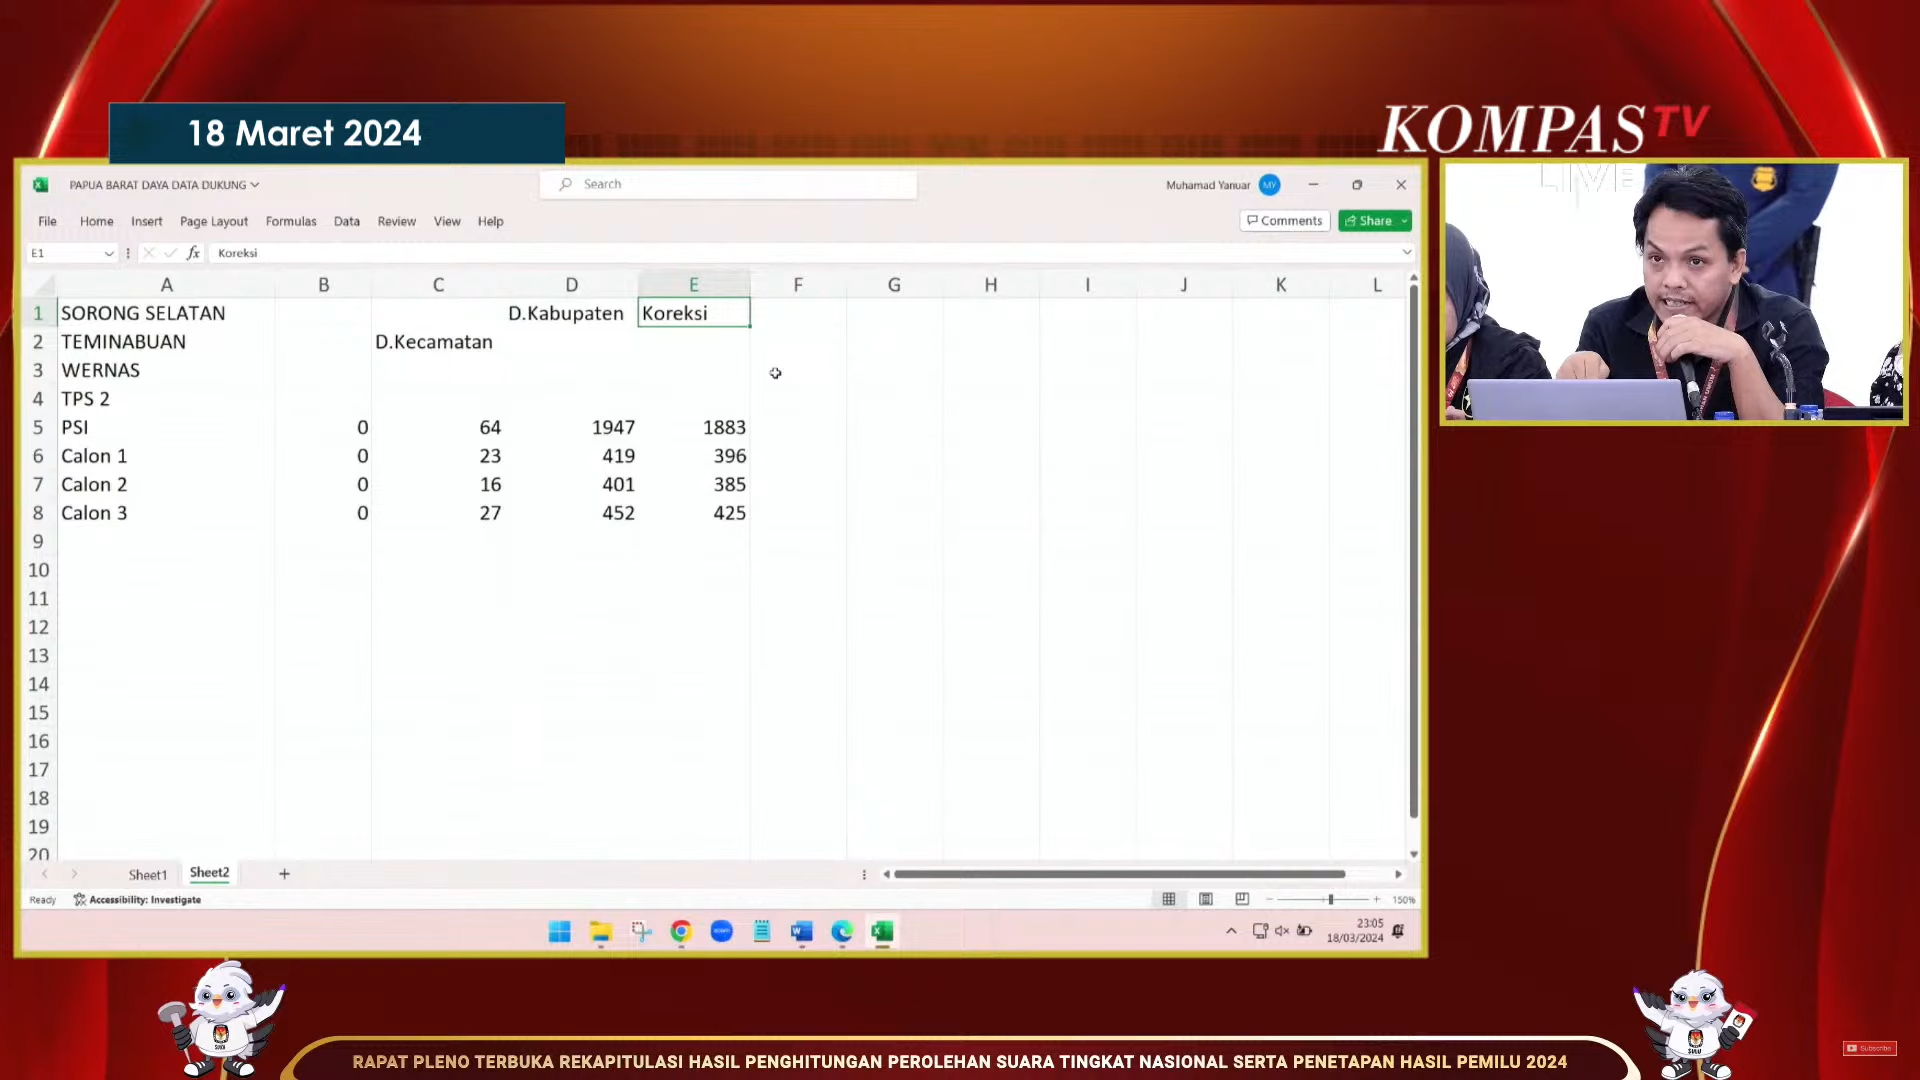 18 Maret 2024
KOMPAS TV
LIVE
PAPUA BARAT DAYA DATA DUKUNG
Search
Muhamad Yanuar MY
File Home Insert Page Layout Formulas Data Review View Help
Comments Share
E1 fx Koreksi
A B C D E F G H I J K L
1 SORONG SELATAN D.Kabupaten Koreksi
2 TEMINABUAN D.Kecamatan
3 WERNAS
4 TPS 2
5 PSI 0 64 1947 1883
6 Calon 1 0 23 419 396
7 Calon 2 0 16 401 385
8 Calon 3 0 27 452 425
9
10
11
12
13
14
15
16
17
18
19
20
Sheet1 Sheet2 +
Ready Accessibility: Investigate 150%
23:05
18/03/2024
SULU SULU
RAPAT PLENO TERBUKA REKAPITULASI HASIL PENGHITUNGAN PEROLEHAN SUARA TINGKAT NASIONAL SERTA PENETAPAN HASIL PEMILU 2024
Subscribe